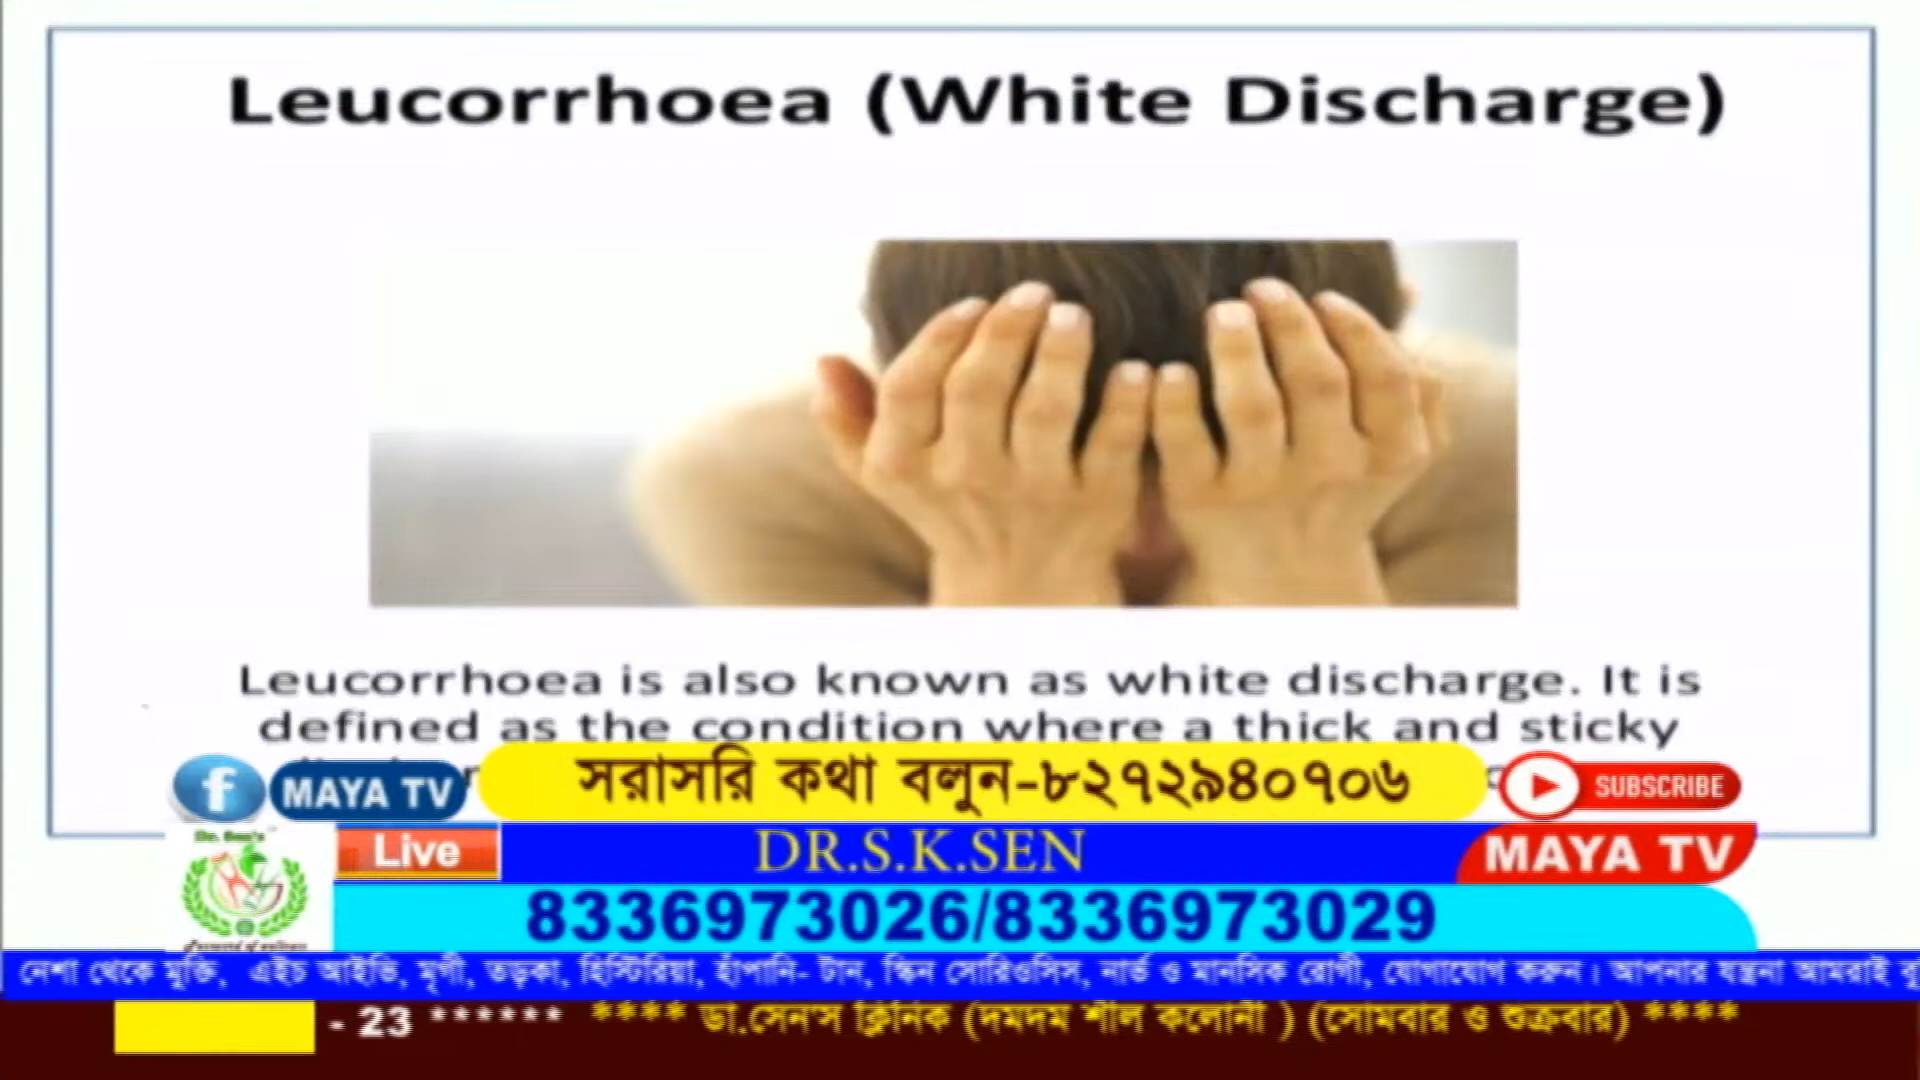 Leucorrhoea (White Discharge)
Leucorrhoea is also known as white discharge. It is
defined as the condition where a thick and sticky
f MAYA TV
সরাসরি কথা বলুন-৮২৭২৯৪০৭০৬
SUBSCRIBE
Dr. Sen's
Live
DR.S.K.SEN
MAYA TV
8336973026/8336973029
নেশা থেকে মুক্তি, এইচ আইভি, মৃগী, তড়কা, হিস্টিরিয়া, হাঁপানি- টান, স্কিন সোরিওসিস, নার্ভ ও মানসিক রোগী, যোগাযোগ করুন। আপনার যন্ত্রনা আমরাই
- 23 ****** **** ডা.সেন'স ক্লিনিক (দমদম শীল কলোনী ) (সোমবার ও শুক্রবার) ****